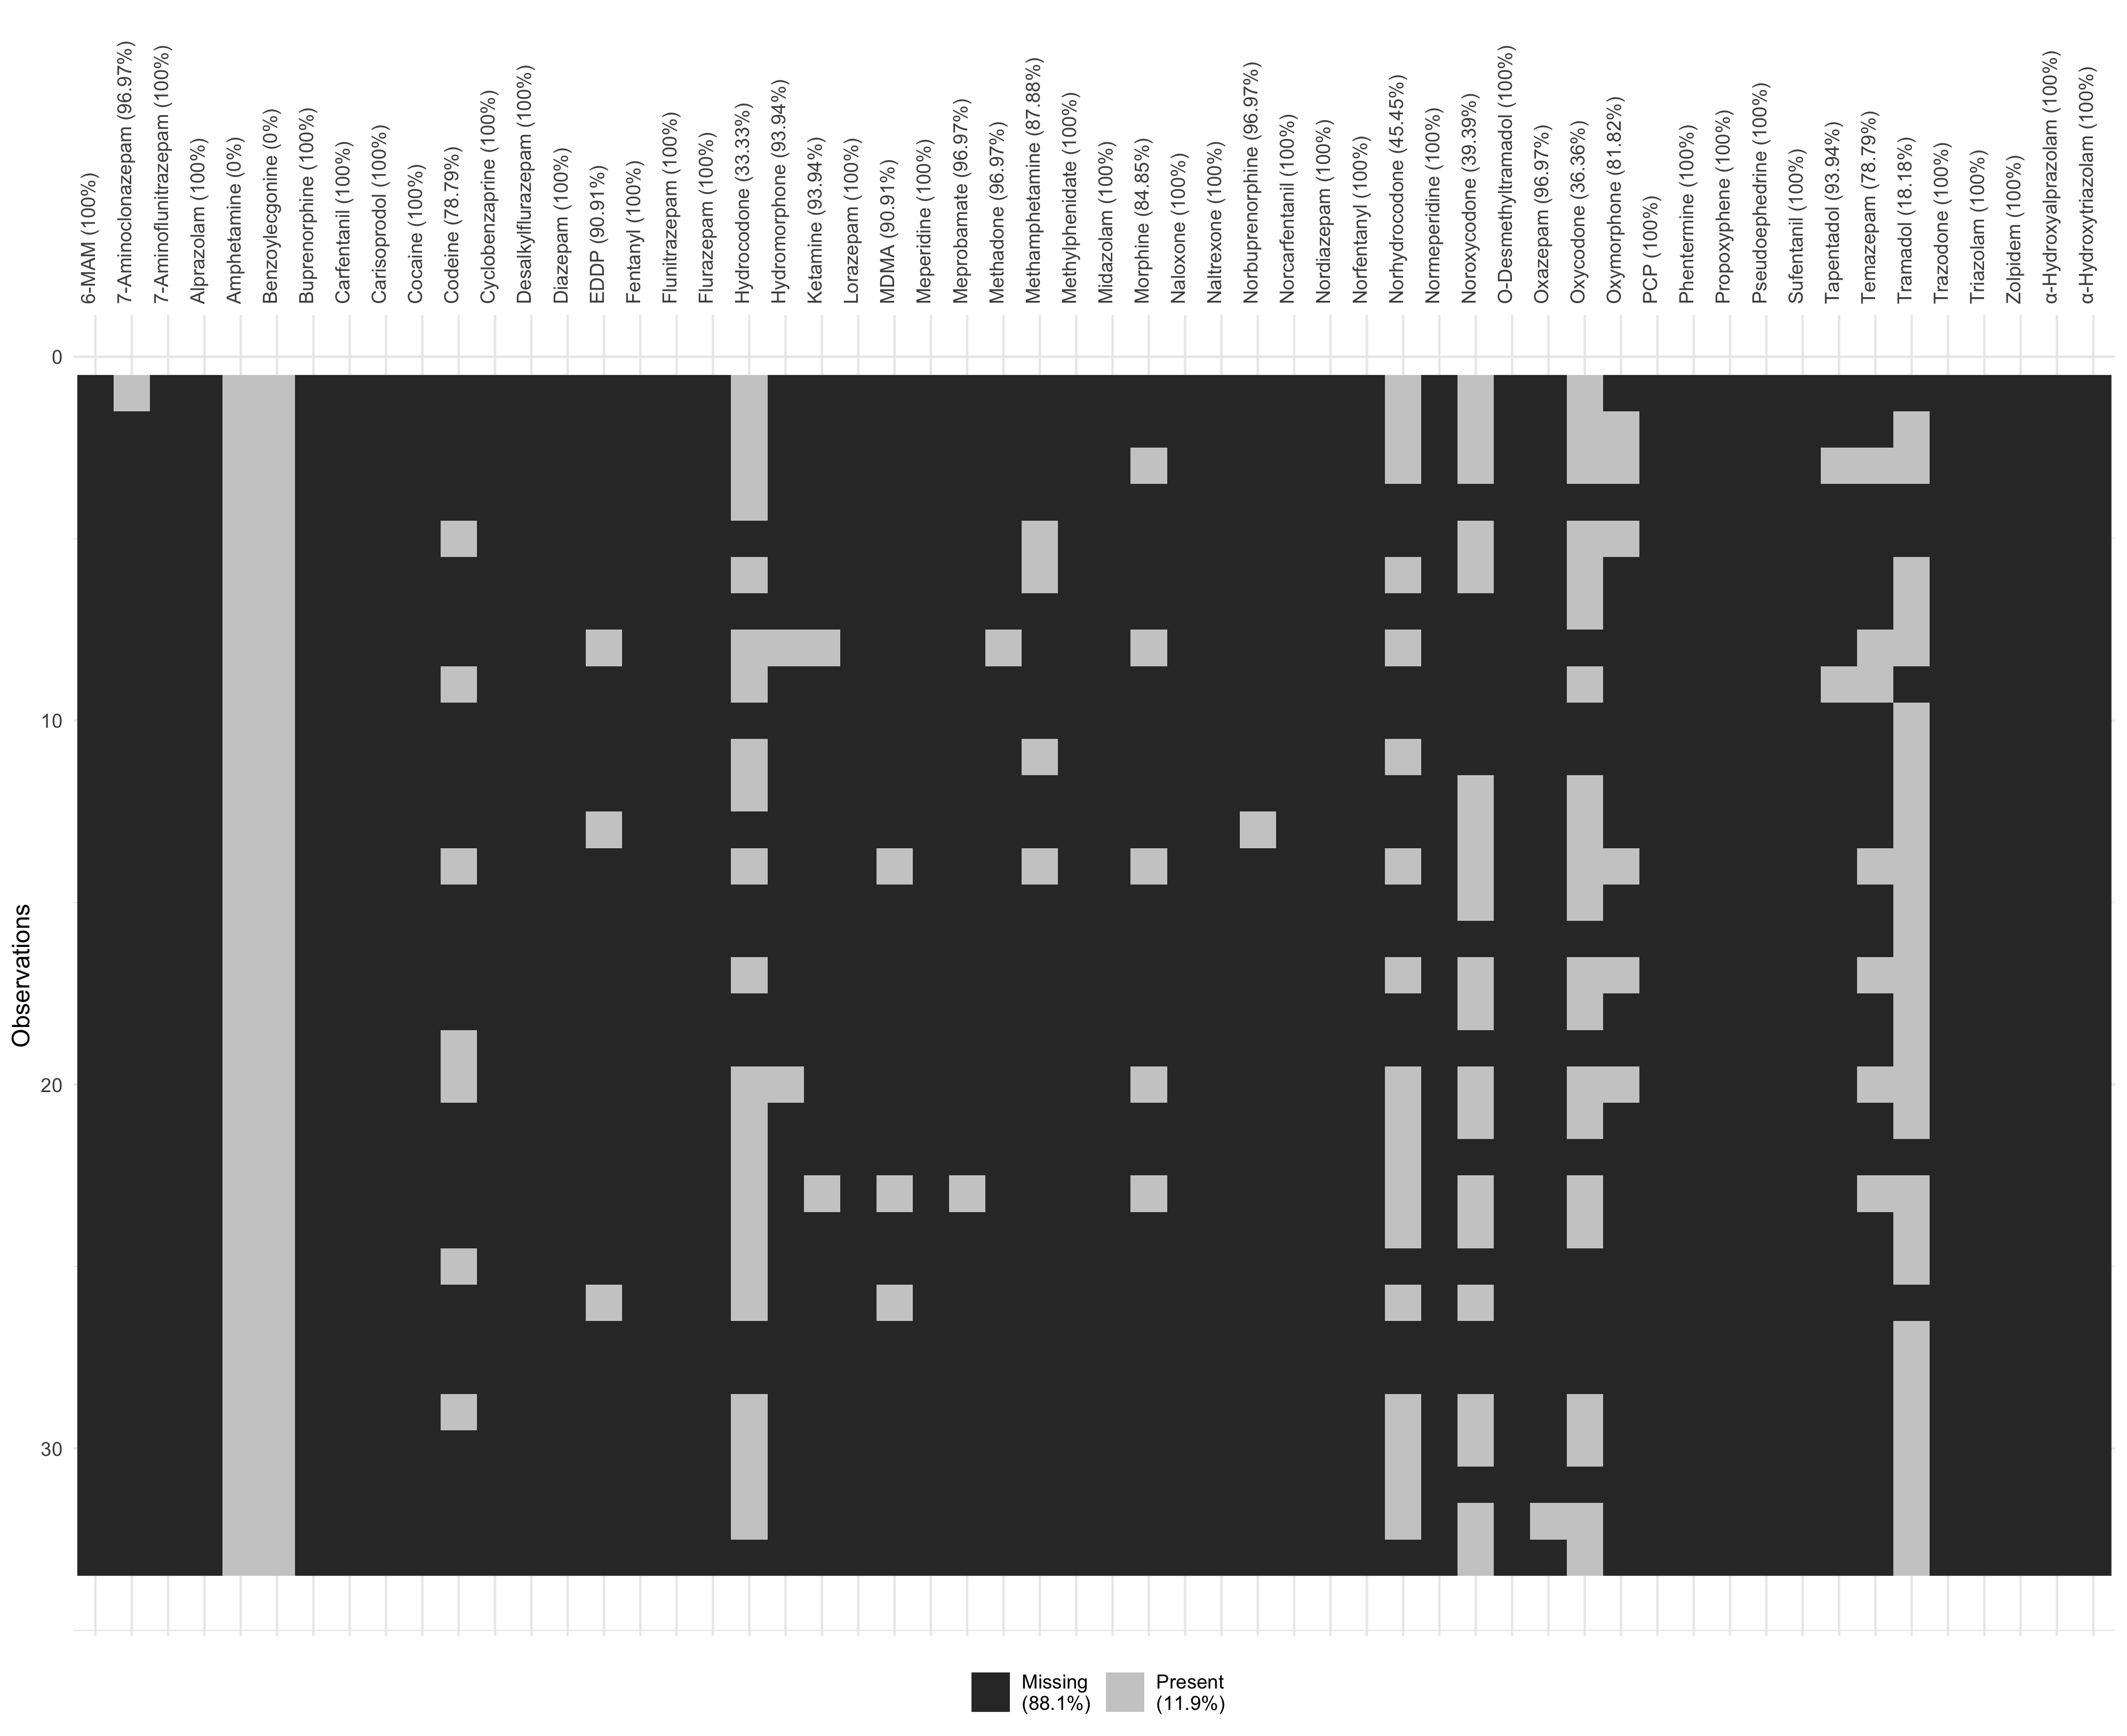 6-MAM (100%)
7-Aminoclonazepam (96.97%)
7-Aminoflunitrazepam (100%)
Alprazolam (100%)
Amphetamine (0%)
Benzoylecgonine (0%)
Buprenorphine (100%)
Carfentanil (100%)
Carisoprodol (100%)
Cocaine (100%)
Codeine (78.79%)
Cyclobenzaprine (100%)
Desalkylflurazepam (100%)
Diazepam (100%)
EDDP (90.91%)
Fentanyl (100%)
Flunitrazepam (100%)
Flurazepam (100%)
Hydrocodone (33.33%)
Hydromorphone (93.94%)
Ketamine (93.94%)
Lorazepam (100%)
MDMA (90.91%)
Meperidine (100%)
Meprobamate (96.97%)
Methadone (96.97%)
Methamphetamine (87.88%)
Methylphenidate (100%)
Midazolam (100%)
Morphine (84.85%)
Naloxone (100%)
Naltrexone (100%)
Norbuprenorphine (96.97%)
Norcarfentanil (100%)
Nordiazepam (100%)
Norfentanyl (100%)
Norhydrocodone (45.45%)
Normeperidine (100%)
Noroxycodone (39.39%)
O-Desmethyltramadol (100%)
Oxazepam (96.97%)
Oxycodone (36.36%)
Oxymorphone (81.82%)
PCP (100%)
Phentermine (100%)
Propoxyphene (100%)
Pseudoephedrine (100%)
Sufentanil (100%)
Tapentadol (93.94%)
Temazepam (78.79%)
Tramadol (18.18%)
Trazodone (100%)
Triazolam (100%)
Zolpidem (100%)
α-Hydroxyalprazolam (100%)
α-Hydroxytriazolam (100%)
0
10
20
30
Observations
Missing
(88.1%)
Present
(11.9%)